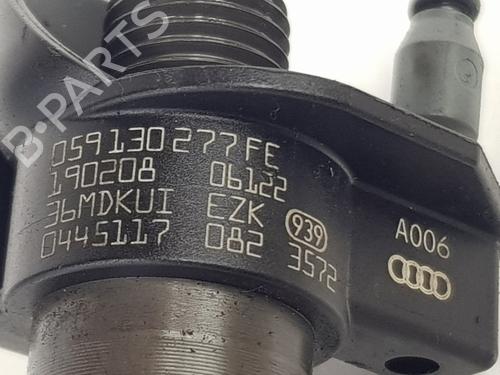 B-PARTS
059130277FE
190208 06122
36MDKUI EZK 939
0445117 082 3572
A006